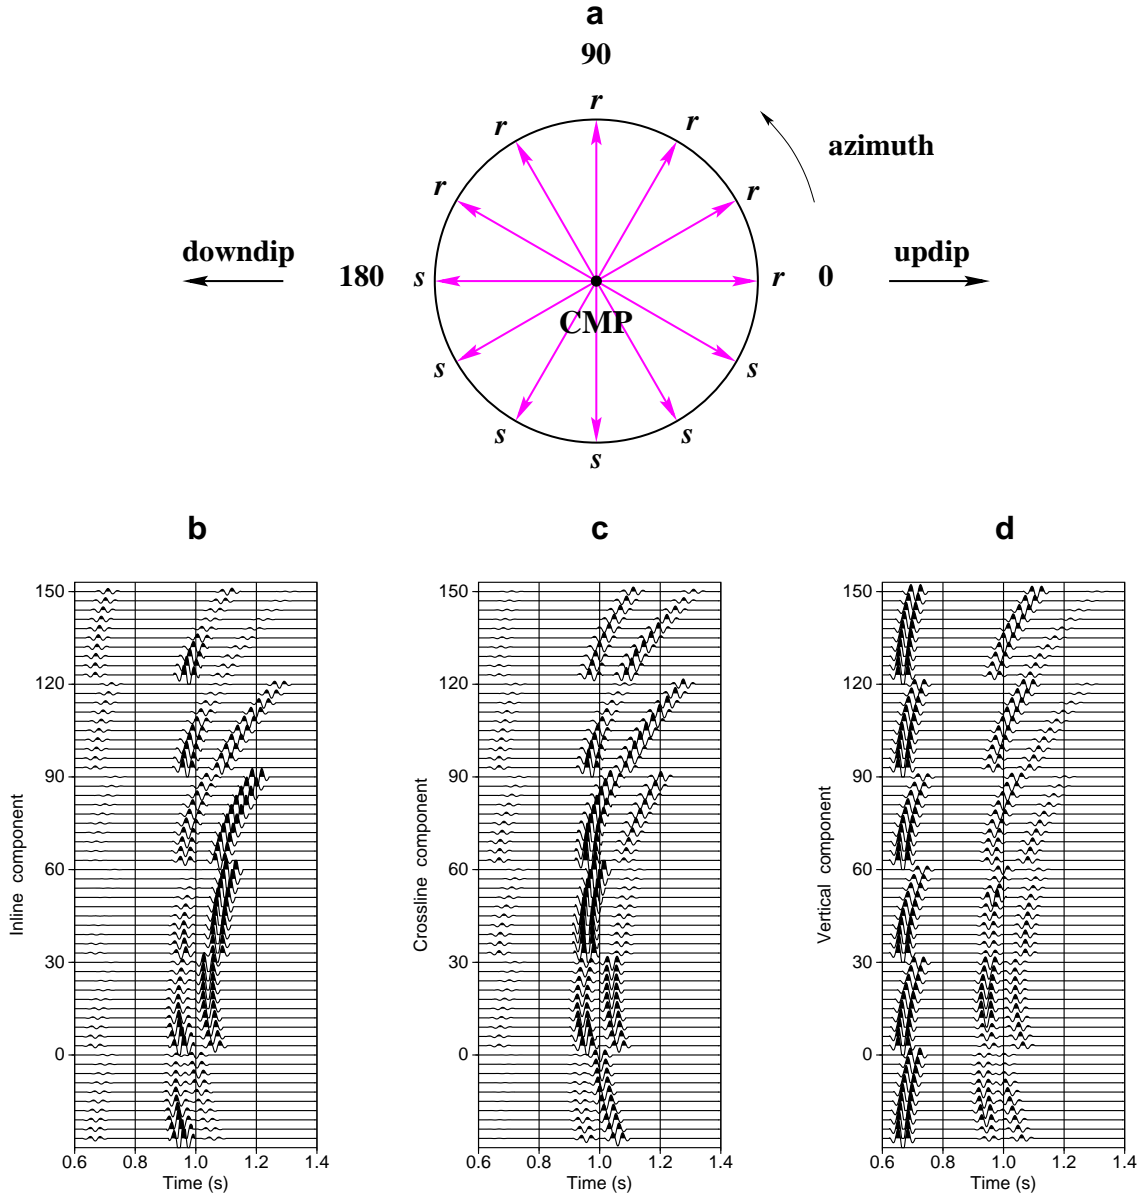 a
90
r
r r
azimuth
r r
downdip updip
180 s r 0
CMP
s s
s s
s
b c d
150 150 150
120 120 120
90 90 90
60 60 60
30 30 30
0 0 0
Inline component
Crossline component
Vertical component
0.6 0.8 1.0 1.2 1.4 0.6 0.8 1.0 1.2 1.4 0.6 0.8 1.0 1.2 1.4
Time (s) Time (s) Time (s)